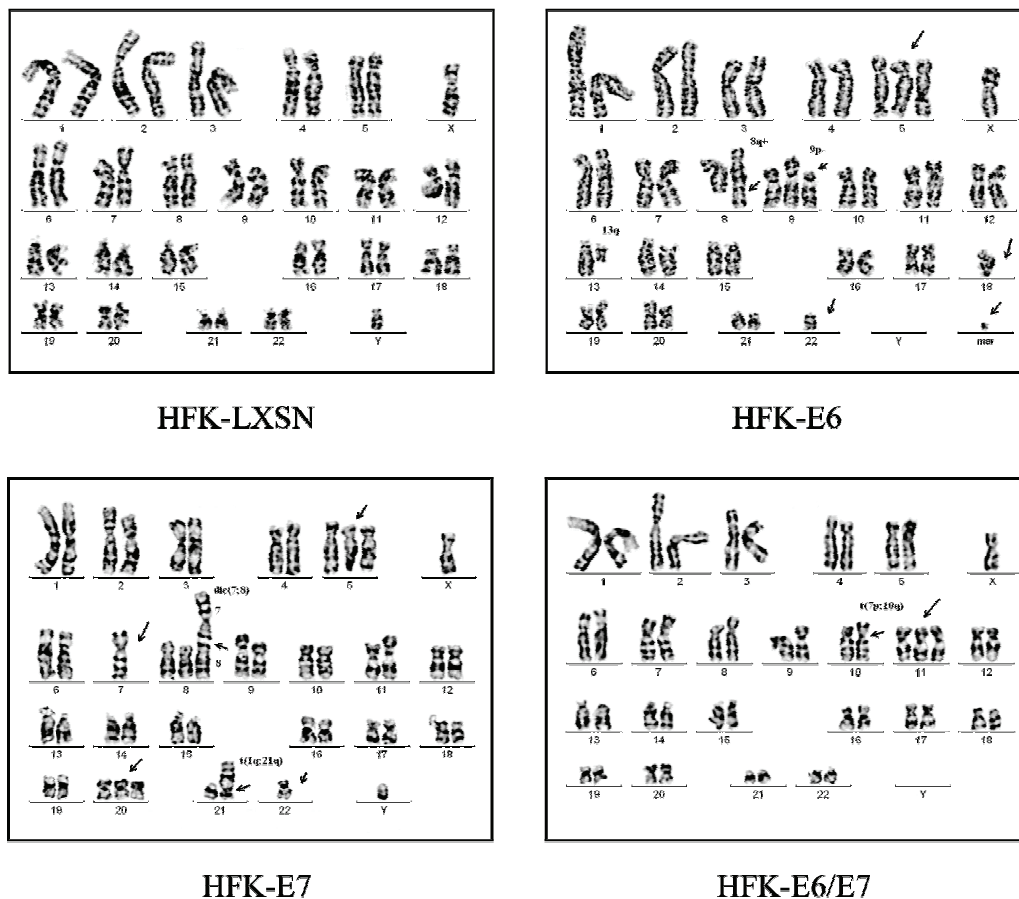 1 2 3 4 5 X
6 7 8 9 10 11 12
13 14 15 16 17 18
19 20 21 22 Y
HFK-LXSN
1 2 3 4 5 X
8q+ 9p-
6 7 8 9 10 11 12
13q
13 14 15 16 17 18
19 20 21 22 Y mar
HFK-E6
1 2 3 4 5 X
dic(7;8)
7
8
6 7 8 9 10 11 12
13 14 15 16 17 18
t(1q;21q)
19 20 21 22 Y
HFK-E7
1 2 3 4 5 X
t(7p;10q)
6 7 8 9 10 11 12
13 14 15 16 17 18
19 20 21 22 Y
HFK-E6/E7